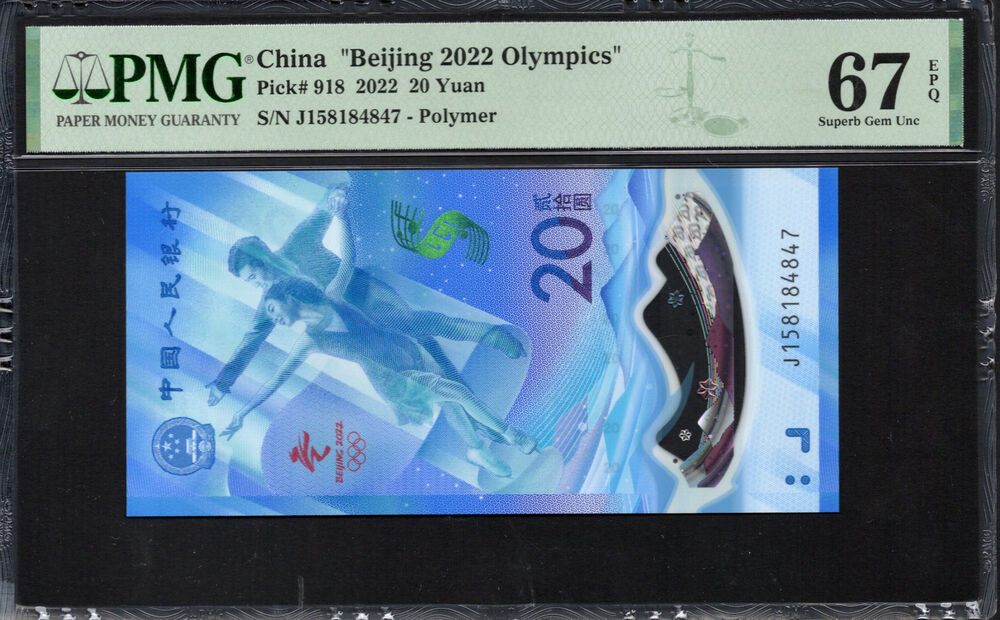 PMG®
PAPER MONEY GUARANTY
China "Beijing 2022 Olympics"
Pick# 918 2022 20 Yuan
S/N J158184847 - Polymer
67
EPQ
Superb Gem Unc
中国人民银行
贰拾圆
20
BEIJING 2022
J158184847